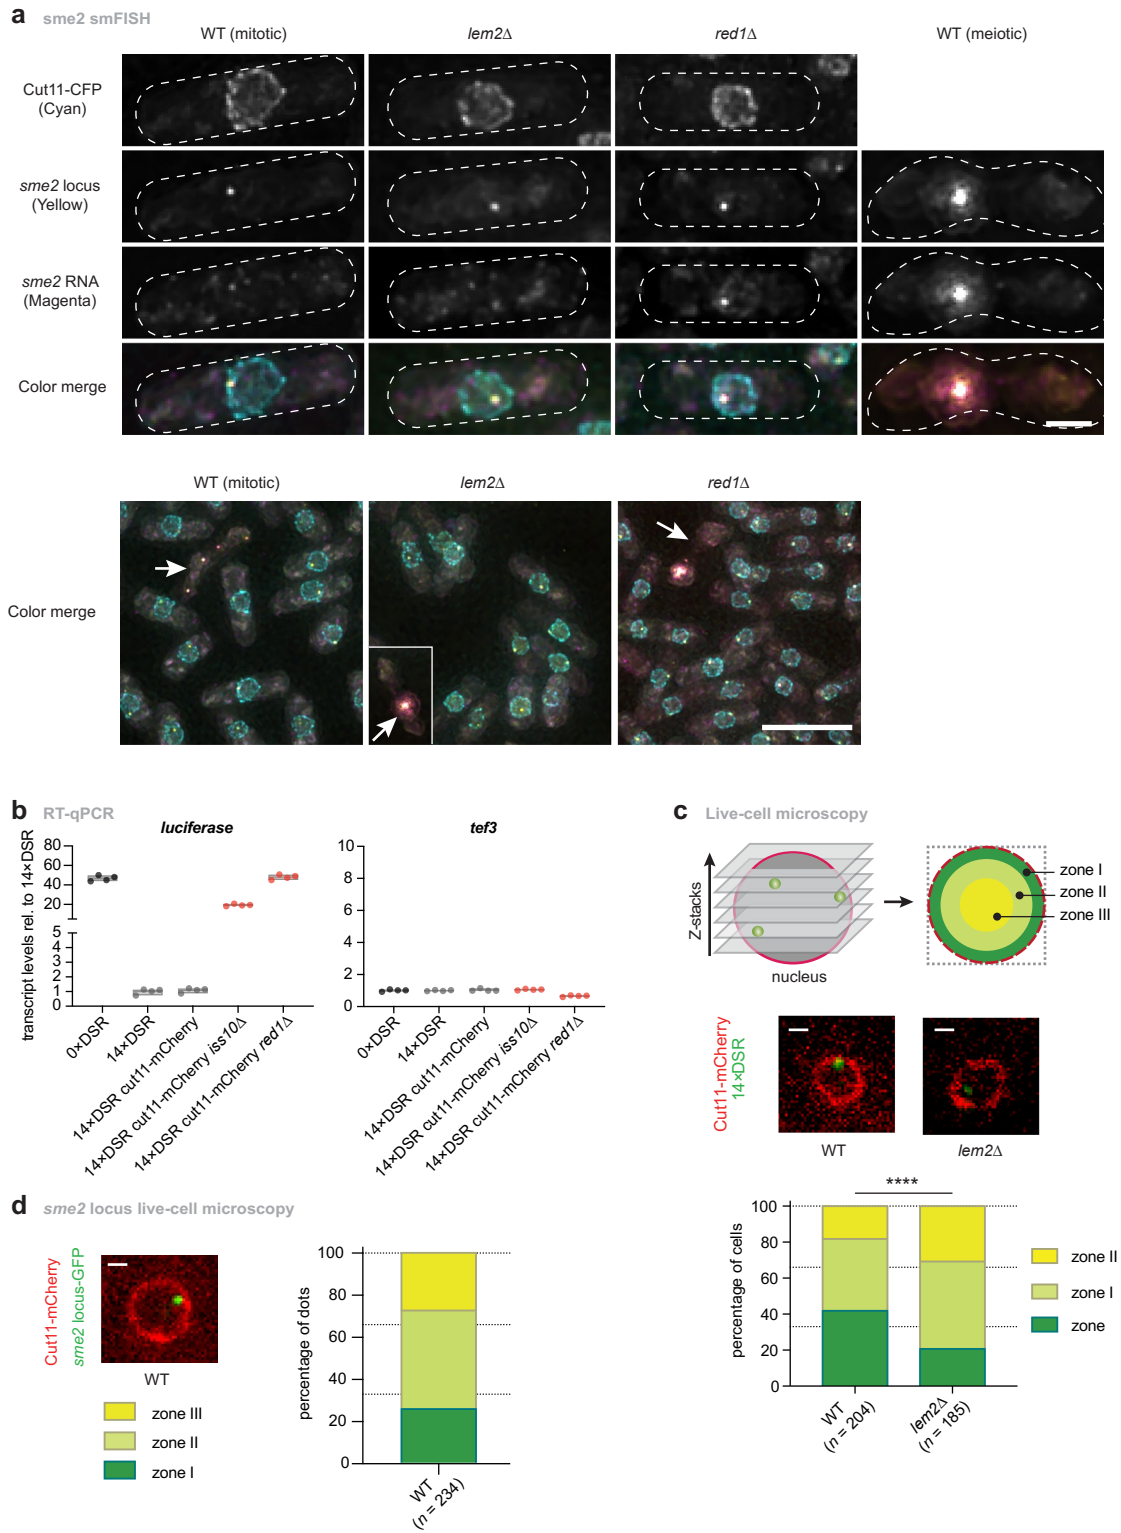 a sme2 smFISH
WT (mitotic) lem2Δ red1Δ WT (meiotic)
Cut11-CFP
(Cyan)
sme2 locus
(Yellow)
sme2 RNA
(Magenta)
Color merge
WT (mitotic) lem2Δ red1Δ
Color merge
b RT-qPCR
luciferase
transcript levels rel. to 14×DSR
80
60
40
20
5
4
3
2
1
0
0×DSR
14×DSR
14×DSR cut11-mCherry
14×DSR cut11-mCherry iss10Δ
14×DSR cut11-mCherry red1Δ
tef3
10
8
6
4
2
0
0×DSR
14×DSR
14×DSR cut11-mCherry
14×DSR cut11-mCherry iss10Δ
14×DSR cut11-mCherry red1Δ
c Live-cell microscopy
Z-stacks
nucleus
zone I
zone II
zone III
Cut11-mCherry
14×DSR
WT lem2Δ
****
percentage of cells
100
80
60
40
20
0
WT
(n = 204)
lem2Δ
(n = 185)
zone II
zone I
zone
d sme2 locus live-cell microscopy
Cut11-mCherry
sme2 locus-GFP
WT
zone III
zone II
zone I
percentage of dots
100
80
60
40
20
0
WT
(n = 234)